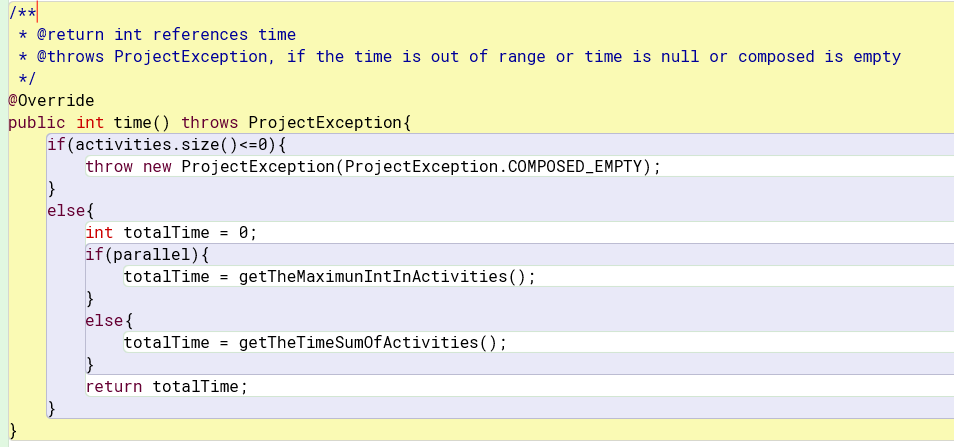 /**
 * @return int references time
 * @throws ProjectException, if the time is out of range or time is null or composed is empty
 */
@Override
public int time() throws ProjectException{
    if(activities.size()<=0){
        throw new ProjectException(ProjectException.COMPOSED_EMPTY);
    }
    else{
        int totalTime = 0;
        if(parallel){
            totalTime = getTheMaximunIntInActivities();
        }
        else{
            totalTime = getTheTimeSumOfActivities();
        }
        return totalTime;
    }
}